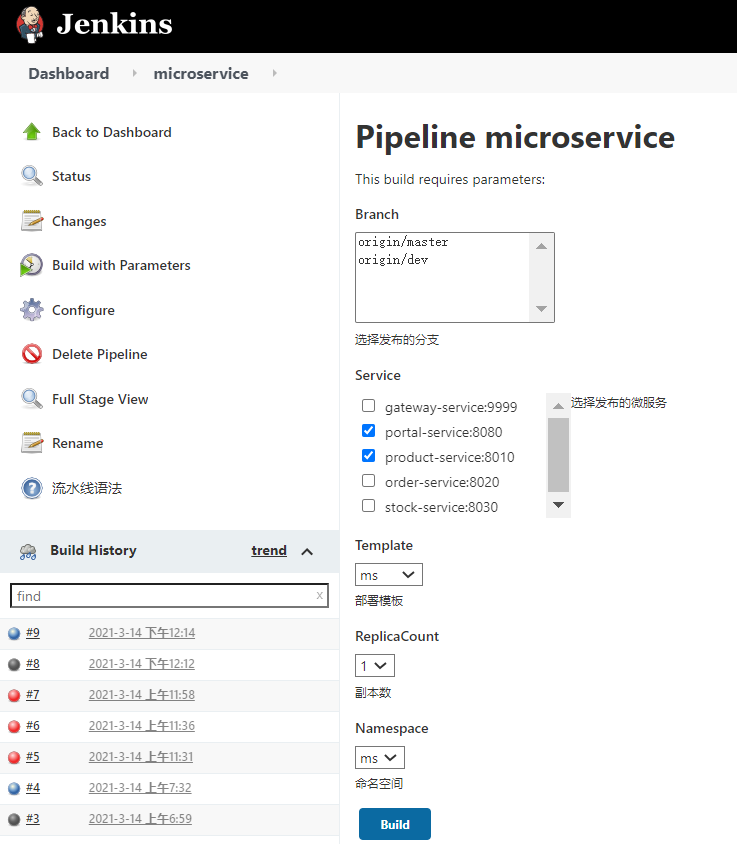 Jenkins
Dashboard
microservice
Back to Dashboard
Status
Changes
Build with Parameters
Configure
Delete Pipeline
Full Stage View
Rename
流水线语法
Build History
trend
find
x
#9 2021-3-14 下午12:14
#8 2021-3-14 下午12:12
#7 2021-3-14 上午11:58
#6 2021-3-14 上午11:36
#5 2021-3-14 上午11:31
#4 2021-3-14 上午7:32
#3 2021-3-14 上午6:59
Pipeline microservice
This build requires parameters:
Branch
origin/master
origin/dev
选择发布的分支
Service
gateway-service:9999
portal-service:8080
product-service:8010
order-service:8020
stock-service:8030
选择发布的微服务
Template
ms
部署模板
ReplicaCount
1
副本数
Namespace
ms
命名空间
Build